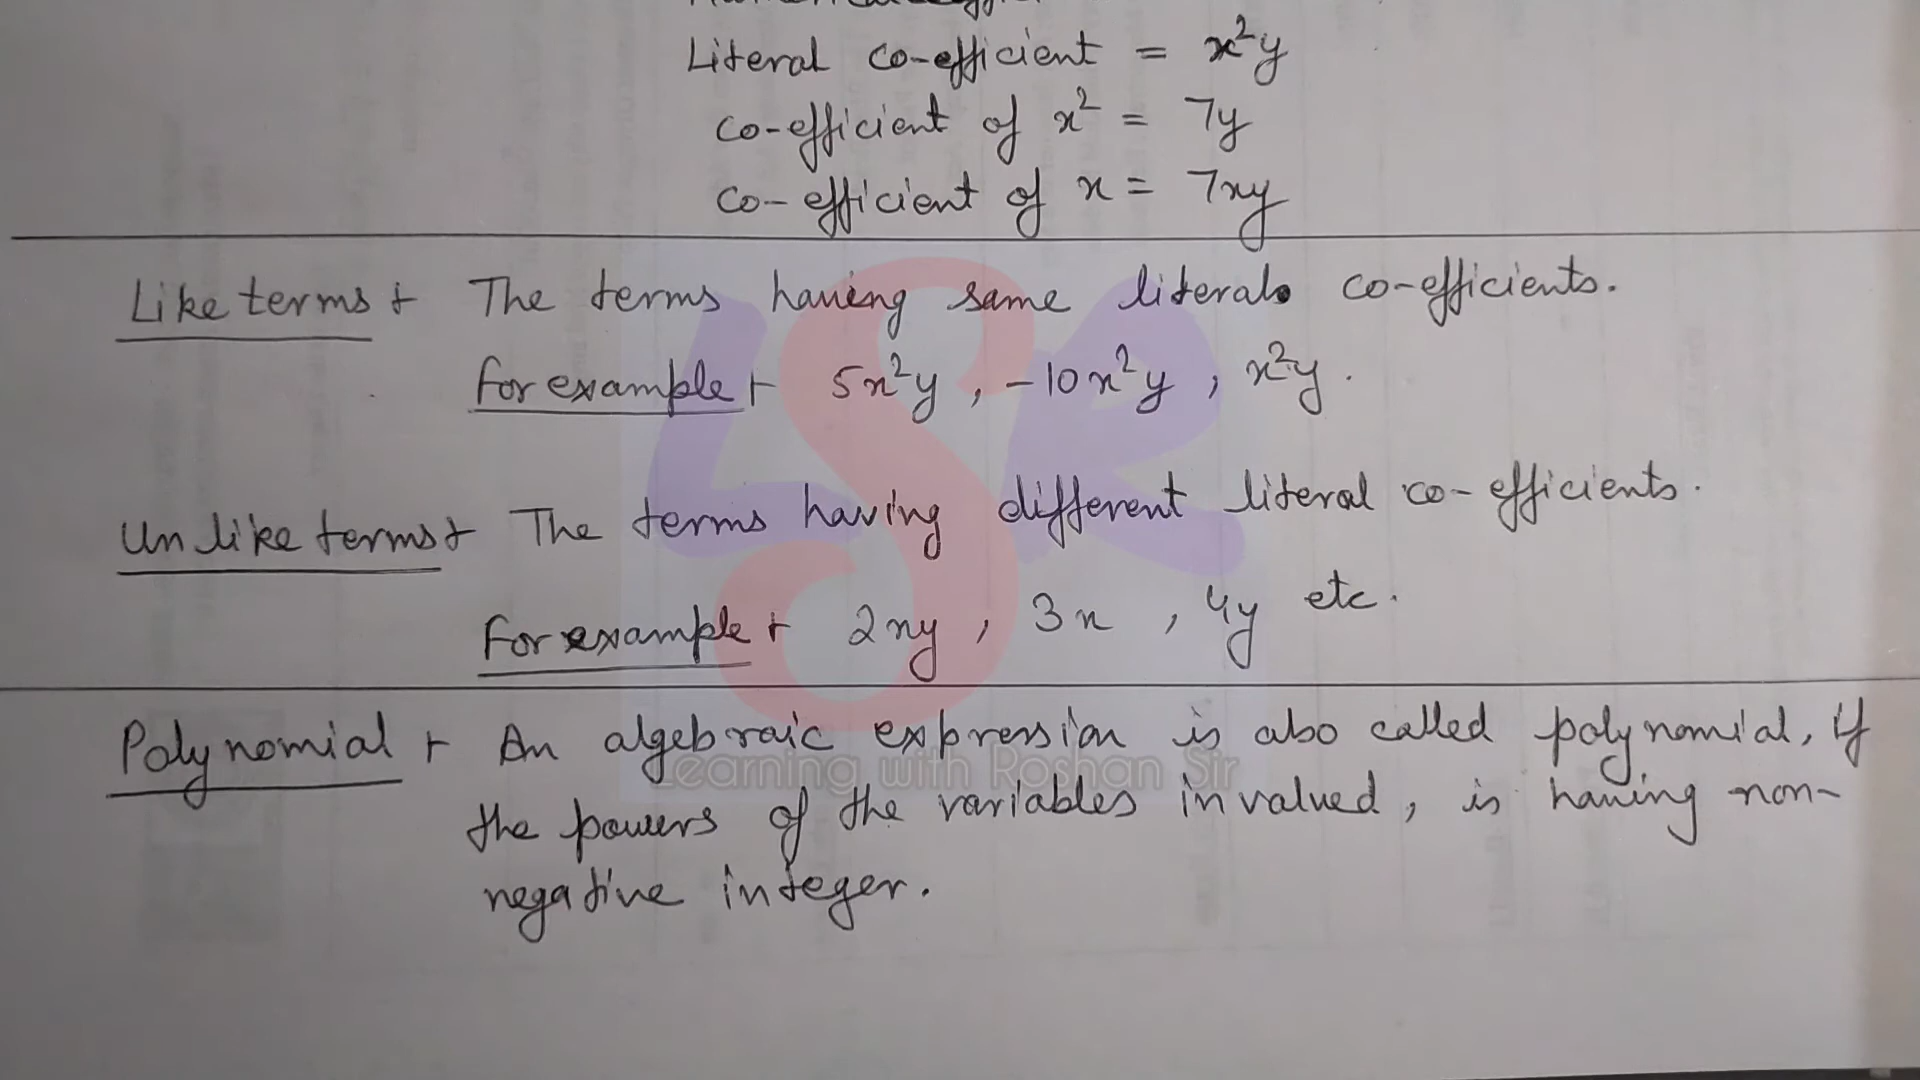 Literal co-efficient = x²y
co-efficient of x² = 7y
co-efficient of x = 7xy
Like terms → The terms having same literal co-efficients.
for example → 5x²y, -10x²y, x²y.
Unlike terms → The terms having different literal co-efficients.
For example → 2xy, 3x, 4y etc.
Polynomial → An algebraic expression is also called polynomial, if
the powers of the variables invalued, is having non-
negative integer.
LSR
Learning with Roshan Sir